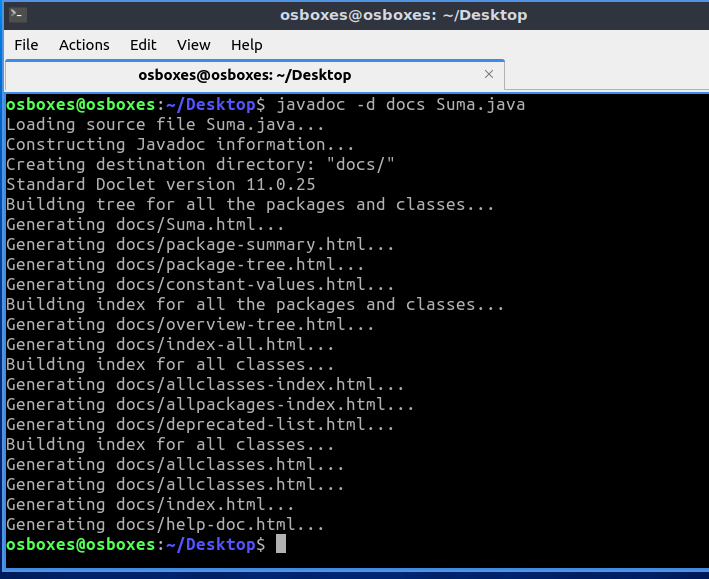 osboxes@osboxes: ~/Desktop
File Actions Edit View Help
osboxes@osboxes: ~/Desktop ×
osboxes@osboxes:~/Desktop$ javadoc -d docs Suma.java
Loading source file Suma.java...
Constructing Javadoc information...
Creating destination directory: "docs/"
Standard Doclet version 11.0.25
Building tree for all the packages and classes...
Generating docs/Suma.html...
Generating docs/package-summary.html...
Generating docs/package-tree.html...
Generating docs/constant-values.html...
Building index for all the packages and classes...
Generating docs/overview-tree.html...
Generating docs/index-all.html...
Building index for all classes...
Generating docs/allclasses-index.html...
Generating docs/allpackages-index.html...
Generating docs/deprecated-list.html...
Building index for all classes...
Generating docs/allclasses.html...
Generating docs/allclasses.html...
Generating docs/index.html...
Generating docs/help-doc.html...
osboxes@osboxes:~/Desktop$